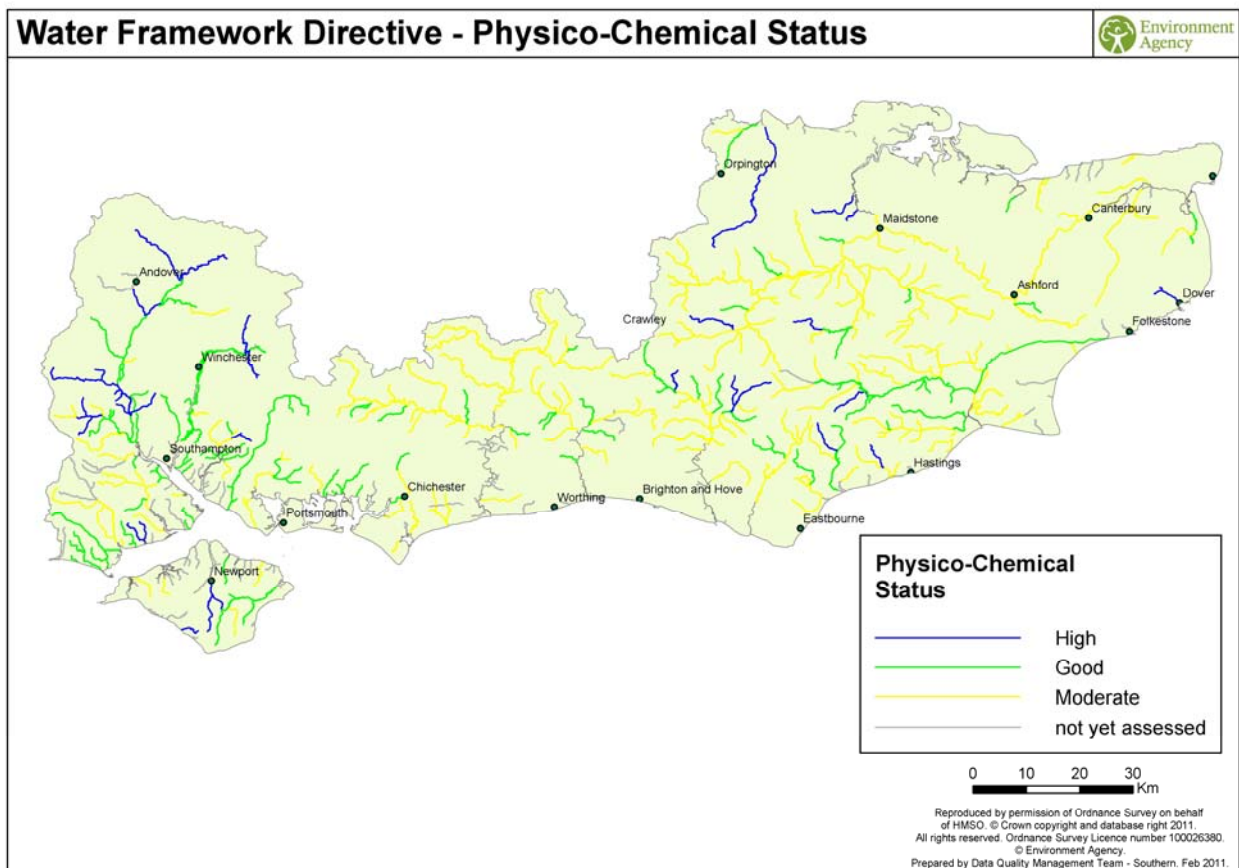 Water Framework Directive - Physico-Chemical Status
Environment
Agency
Orpington
Maidstone
Canterbury
Andover
Ashford
Dover
Crawley
Folkestone
Winchester
Southampton
Hastings
Chichester
Worthing
Brighton and Hove
Portsmouth
Eastbourne
Newport
Physico-Chemical
Status
High
Good
Moderate
not yet assessed
0 10 20 30
Km
Reproduced by permission of Ordnance Survey on behalf
of HMSO. © Crown copyright and database right 2011.
All rights reserved. Ordnance Survey Licence number 100026380.
© Environment Agency.
Prepared by Data Quality Management Team - Southern. Feb 2011.